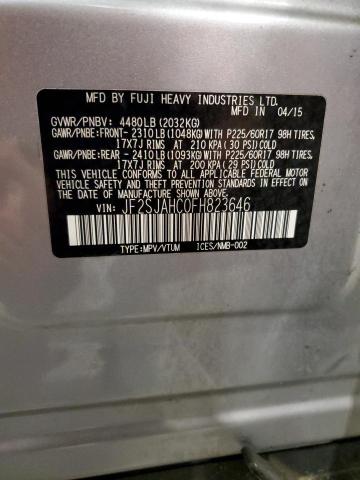 MFD BY FUJI HEAVY INDUSTRIES LTD.
IN 04/15
GVWR/PNBV: 4480LB (2032KG)
GAWR/PNBE: FRONT- 2310LB (1048KG) WITH P225/60R17 98H TIRES,
17X7J RIMS AT 210 KPA (30 PSI) COLD
GAWR/PNBE: REAR - 2410LB (1093KG) WITH P225/60R17 98H TIRES,
17X7J RIMS AT 200 KPA (29 PSI) COLD
THIS VEHICLE CONFORMS TO ALL APPLICABLE FEDERAL MOTOR
VEHICLE SAFETY AND BUMPER STANDARDS IN EFFECT ON THE
DATE OF MANUFACTURE SHOWN ABOVE.
VIN: JF2SJAHC0FH823646
TYPE:MPV/VTUM ICES/NMB-002